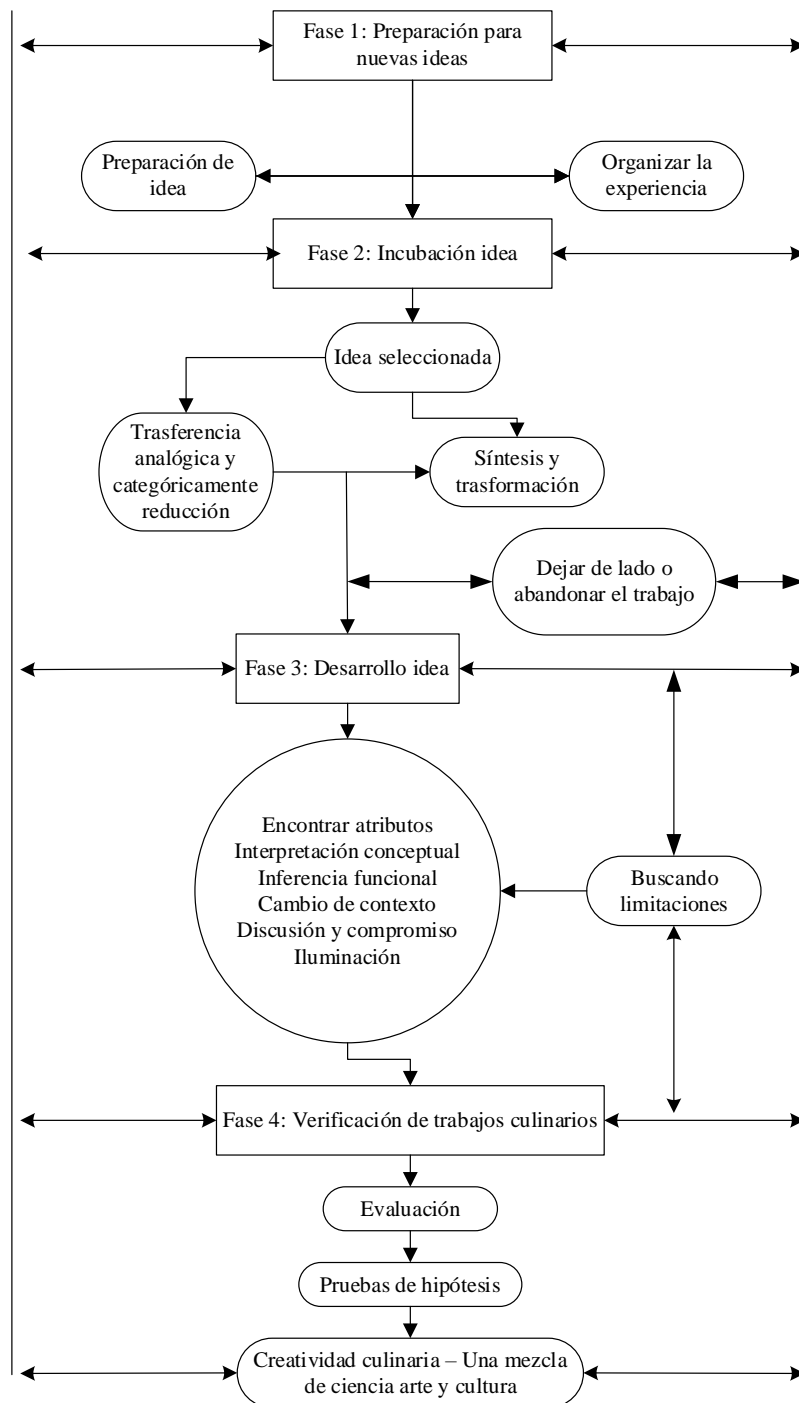 Fase 1: Preparación para
nuevas ideas
Preparación de
idea
Organizar la
experiencia
Fase 2: Incubación idea
Idea seleccionada
Trasferencia
analógica y
categóricamente
reducción
Síntesis y
trasformación
Dejar de lado o
abandonar el trabajo
Fase 3: Desarrollo idea
Encontrar atributos
Interpretación conceptual
Inferencia funcional
Cambio de contexto
Discusión y compromiso
Iluminación
Buscando
limitaciones
Fase 4: Verificación de trabajos culinarios
Evaluación
Pruebas de hipótesis
Creatividad culinaria – Una mezcla
de ciencia arte y cultura